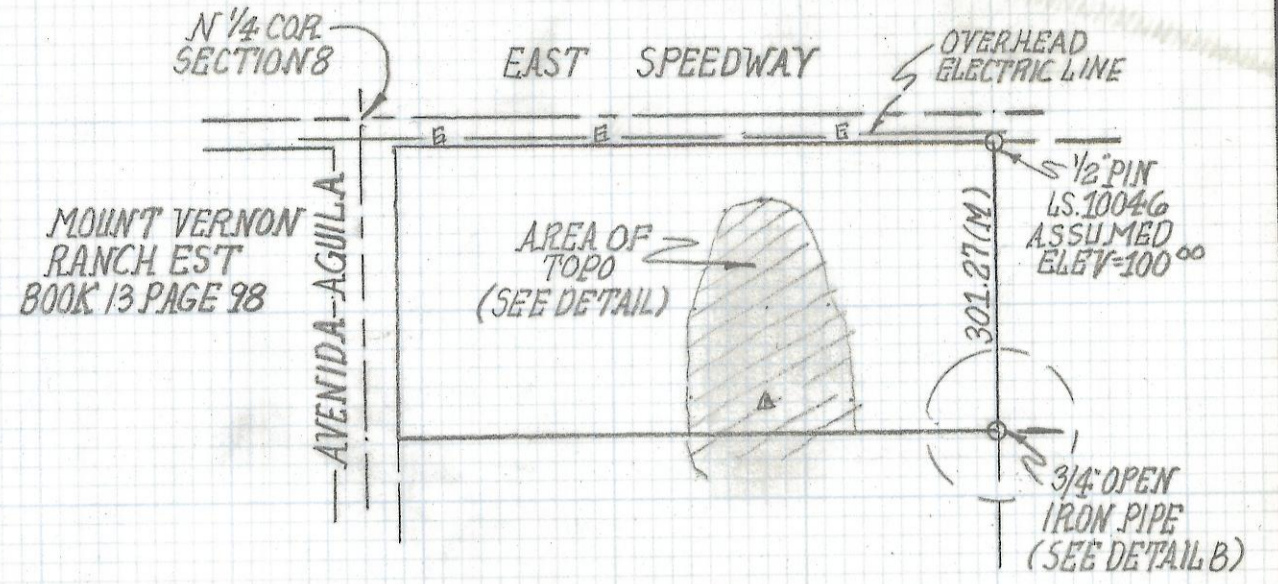 N 1/4 COR
SECTION 8
EAST SPEEDWAY
OVERHEAD
ELECTRIC LINE
E E E
1/2" PIN
LS.10046
ASSUMED
ELEV=100.00
MOUNT VERNON
RANCH EST
BOOK 13 PAGE 98
AVENIDA-AGUILA
AREA OF
TOPO
(SEE DETAIL)
301.27(M)
3/4" OPEN
IRON PIPE
(SEE DETAIL B)